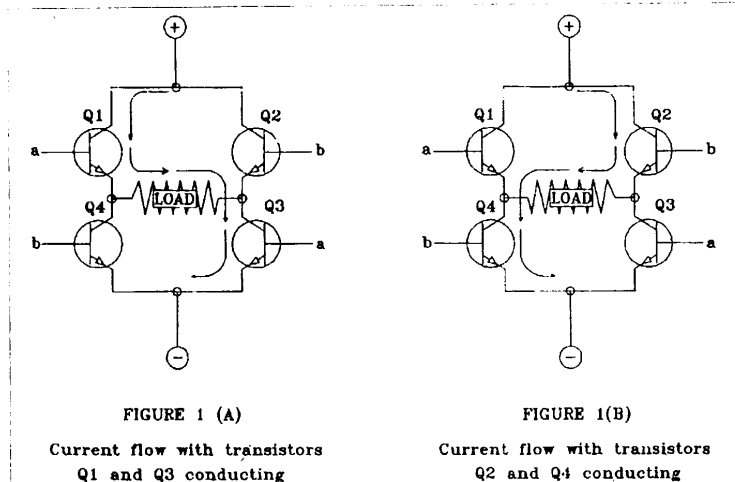 + +
Q1 Q2 Q1 Q2
a b a b
LOAD LOAD
Q4 Q3 Q4 Q3
b a b a
− −
FIGURE 1 (A)
Current flow with transistors
Q1 and Q3 conducting
FIGURE 1(B)
Current flow with transistors
Q2 and Q4 conducting